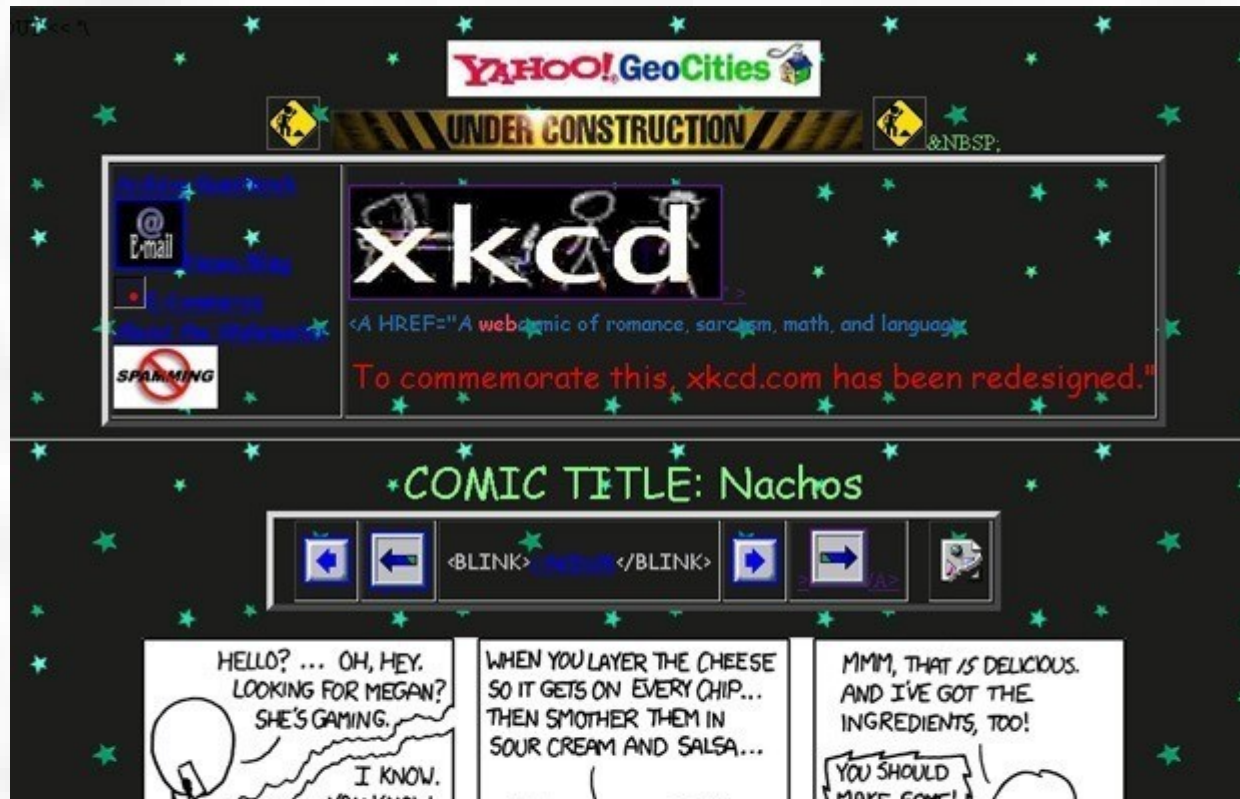 YAHOO! GeoCities
UNDER CONSTRUCTION
&NBSP;
@
E-mail
SPAMMING
xkcd
<A HREF="A webcomic of romance, sarcasm, math, and language
To commemorate this, xkcd.com has been redesigned."
COMIC TITLE: Nachos
<BLINK>
</BLINK>
HELLO? ... OH, HEY.
LOOKING FOR MEGAN?
SHE'S GAMING.
I KNOW.
WHEN YOU LAYER THE CHEESE
SO IT GETS ON EVERY CHIP...
THEN SMOTHER THEM IN
SOUR CREAM AND SALSA...
MMM, THAT IS DELICIOUS.
AND I'VE GOT THE
INGREDIENTS, TOO!
YOU SHOULD
MAKE SOME!